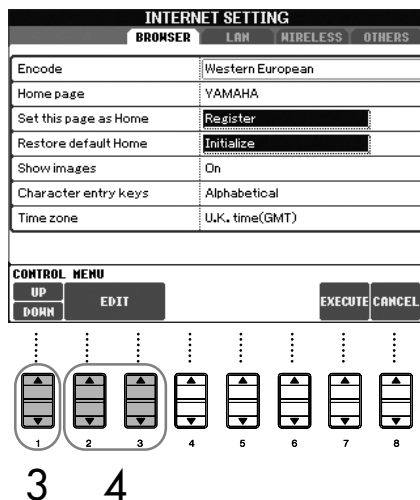 INTERNET SETTING
BROWSER LAN WIRELESS OTHERS
Encode Western European
Home page YAMAHA
Set this page as Home Register
Restore default Home Initialize
Show images On
Character entry keys Alphabetical
Time zone U.K. time(GMT)
CONTROL MENU
UP
DOWN
EDIT
EXECUTE CANCEL
1 2 3 4 5 6 7 8
3 4